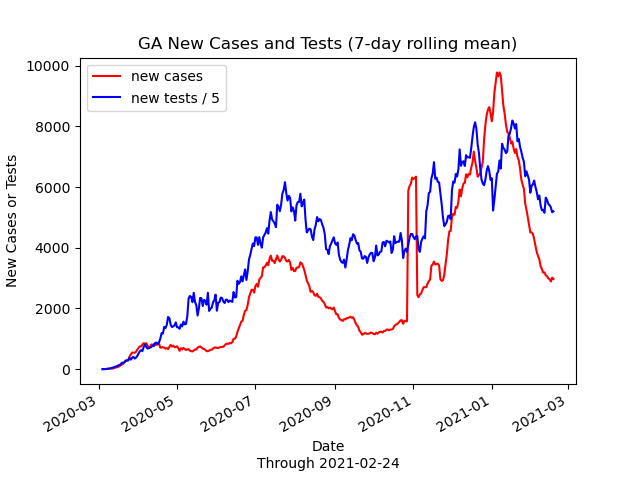 GA New Cases and Tests (7-day rolling mean)
new cases
new tests / 5
New Cases or Tests
10000
8000
6000
4000
2000
0
2020-03
2020-05
2020-07
2020-09
2020-11
2021-01
2021-03
Date
Through 2021-02-24